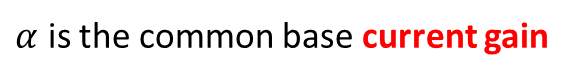 α is the common base current gain